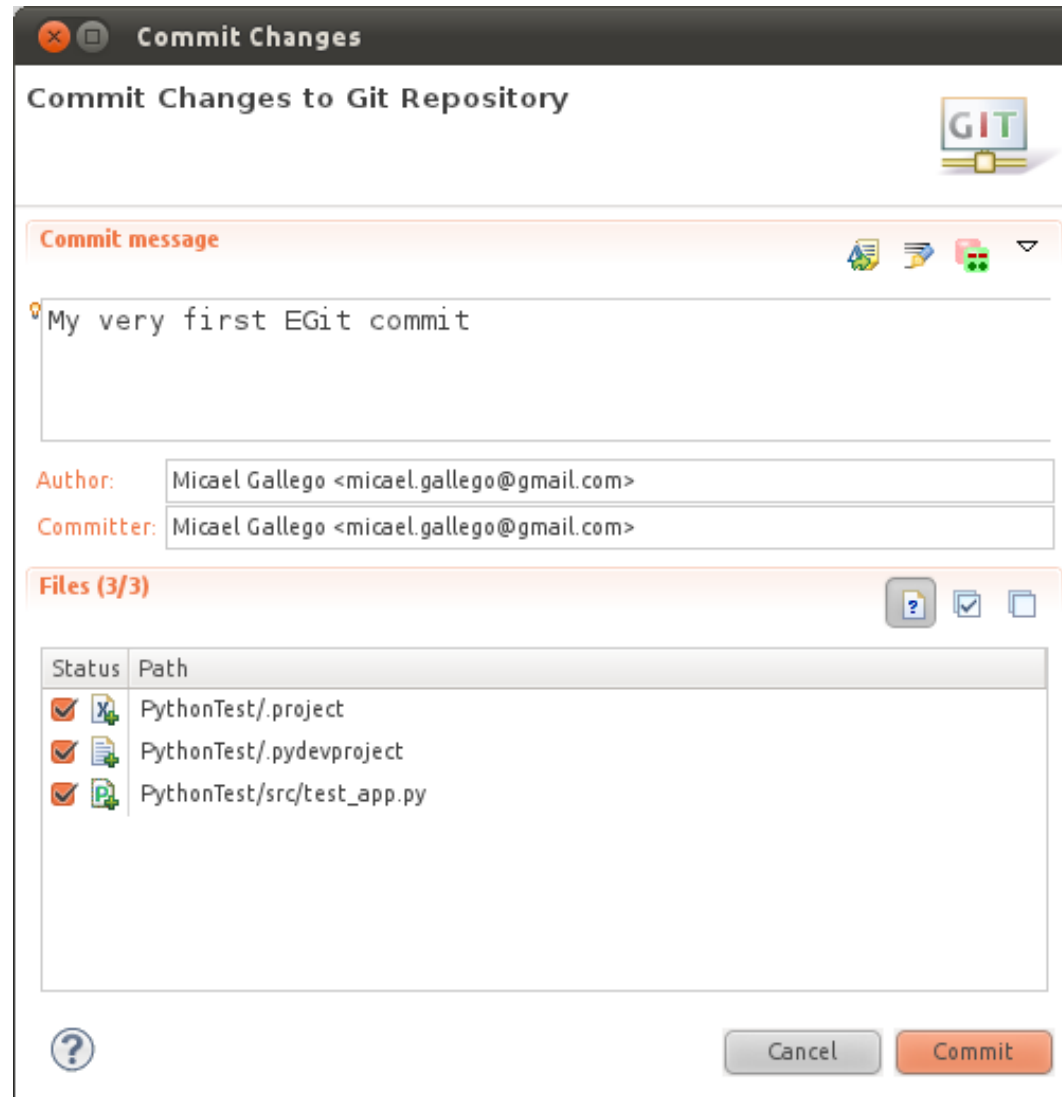 Commit Changes
Commit Changes to Git Repository
GIT
Commit message
My very first EGit commit
Author: Micael Gallego <micael.gallego@gmail.com>
Committer: Micael Gallego <micael.gallego@gmail.com>
Files (3/3)
Status Path
PythonTest/.project
PythonTest/.pydevproject
PythonTest/src/test_app.py
Cancel Commit